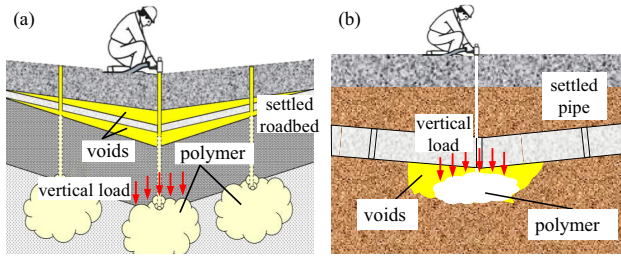 (a)
settled
roadbed
voids
polymer
vertical load
(b)
settled
pipe
vertical
load
voids
polymer